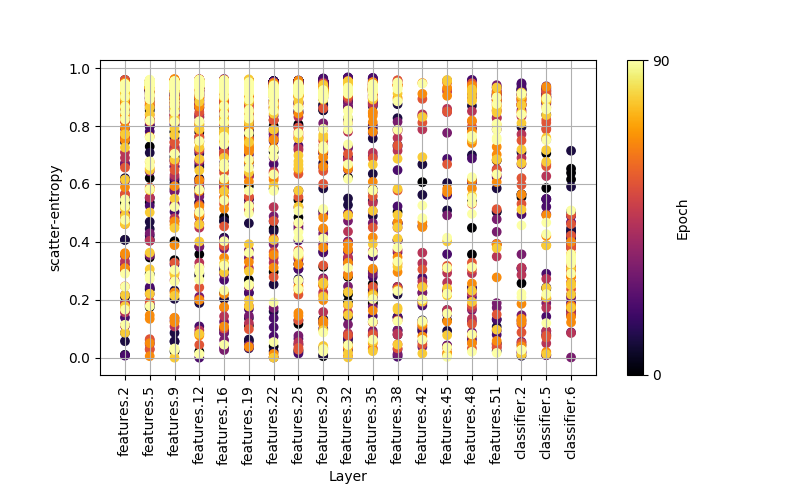 1.0
0.8
0.6
0.4
0.2
0.0
scatter-entropy
features.2
features.5
features.9
features.12
features.16
features.19
features.22
features.25
features.29
features.32
features.35
features.38
features.42
features.45
features.48
features.51
classifier.2
classifier.5
classifier.6
Layer
90
0
Epoch